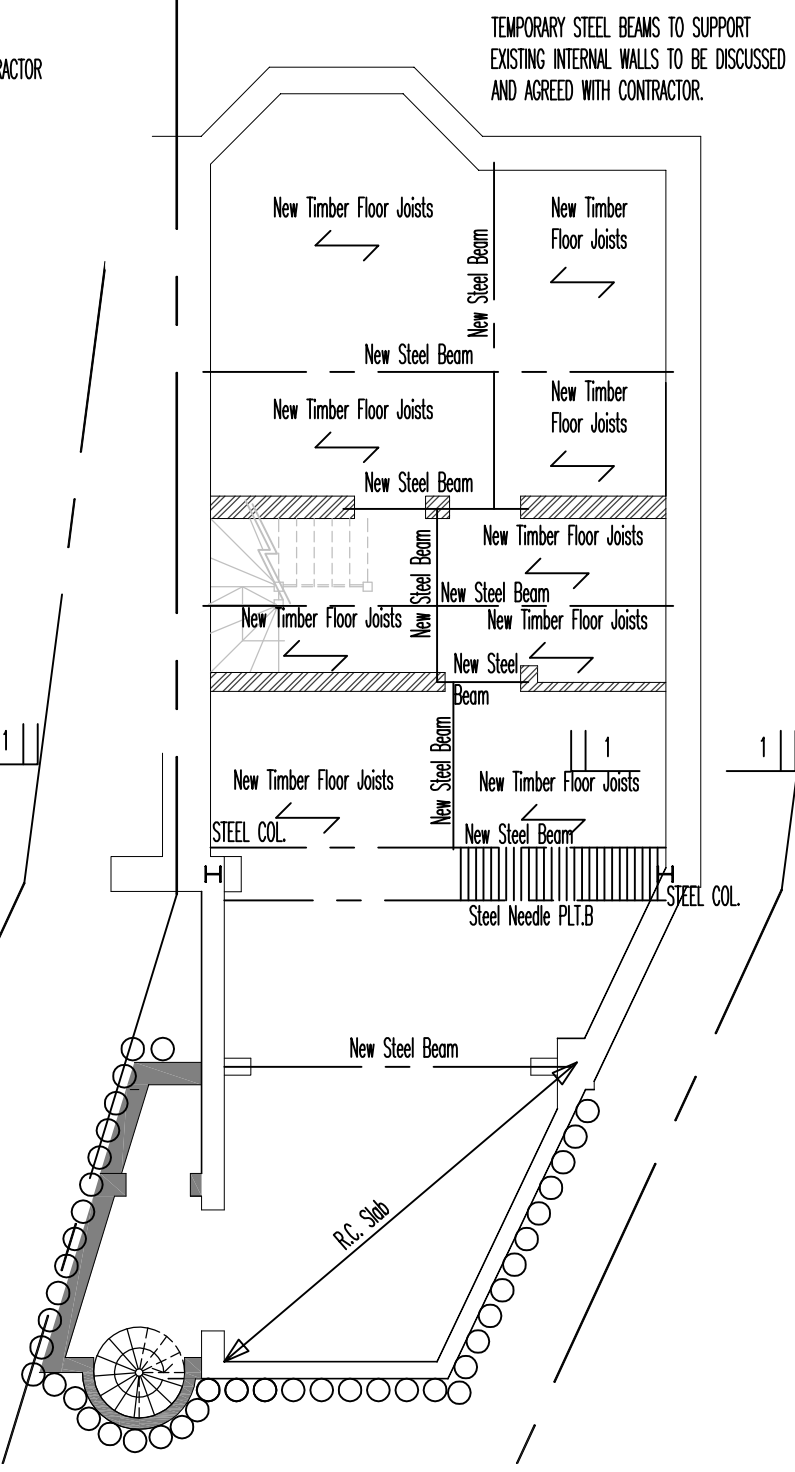 TEMPORARY STEEL BEAMS TO SUPPORT
RACTOR
EXISTING INTERNAL WALLS TO BE DISCUSSED
AND AGREED WITH CONTRACTOR.
New Timber Floor Joists
New Timber
Floor Joists
New Steel Beam
New Steel Beam
New Timber Floor Joists
New Timber
Floor Joists
New Steel Beam
New Timber Floor Joists
New Steel Beam
New Steel Beam
New Timber Floor Joists
New Timber Floor Joists
New Steel
Beam
1
1
1
New Steel Beam
New Timber Floor Joists
New Timber Floor Joists
STEEL COL.
New Steel Beam
STEEL COL.
Steel Needle PLT.B
New Steel Beam
R.C. Slab